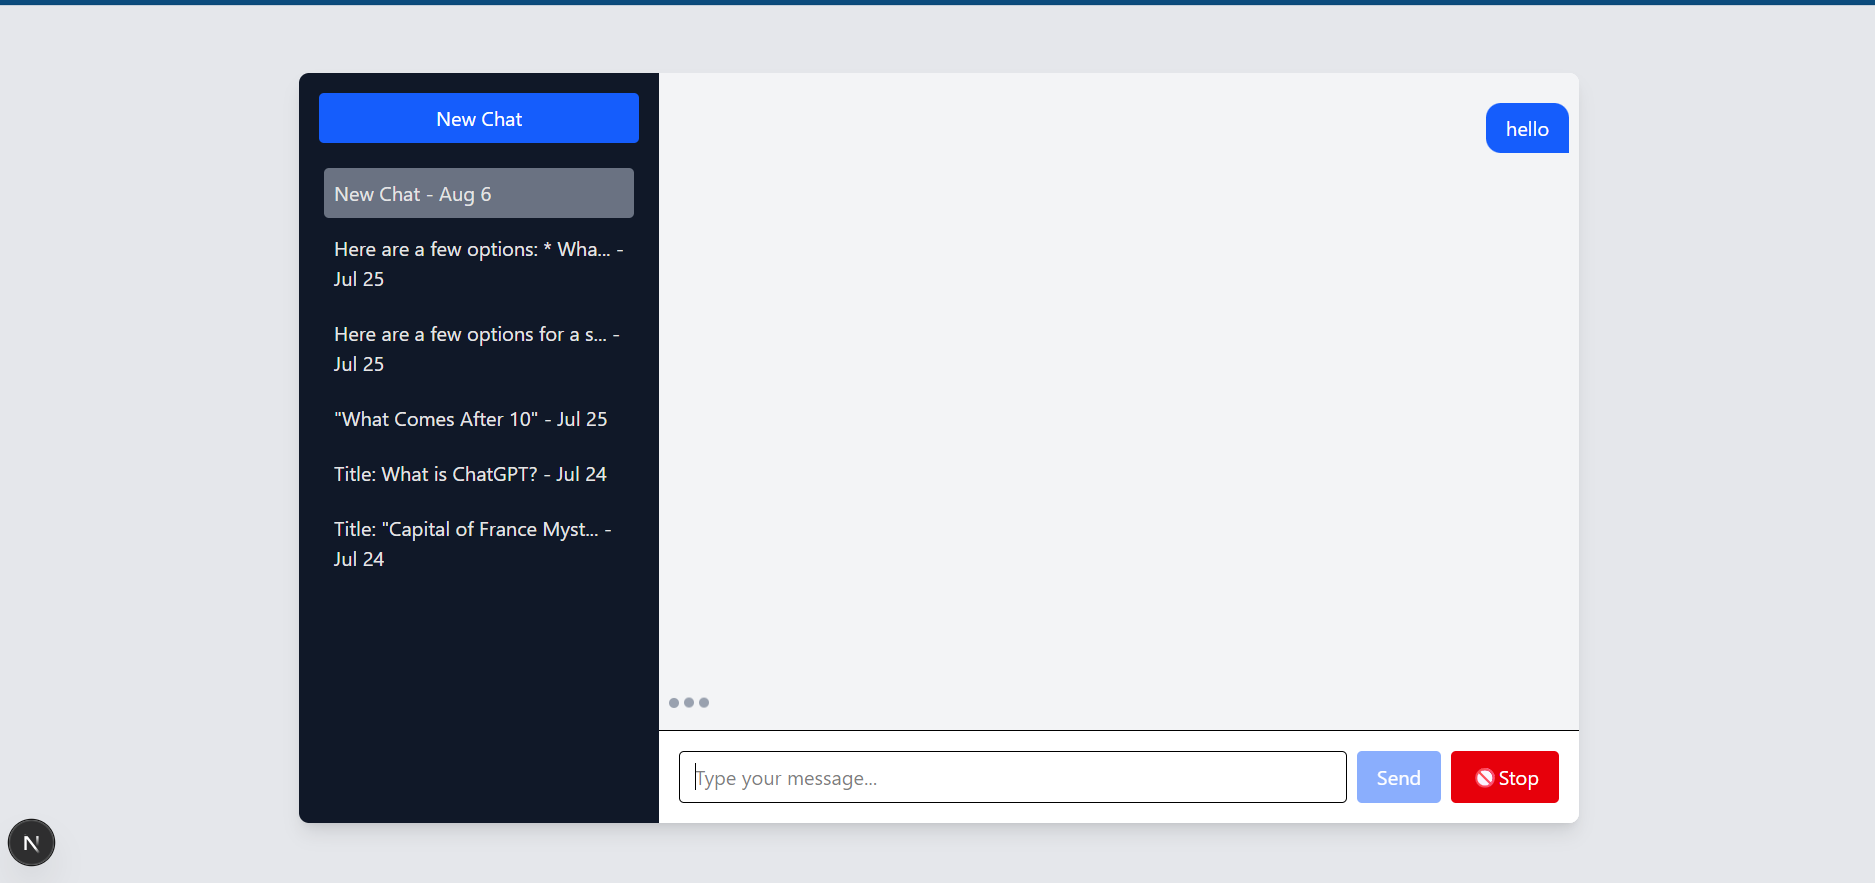 New Chat
New Chat - Aug 6
Here are a few options: * Wha... -
Jul 25
Here are a few options for a s... -
Jul 25
"What Comes After 10" - Jul 25
Title: What is ChatGPT? - Jul 24
Title: "Capital of France Myst... -
Jul 24
hello
Type your message...
Send
Stop
N